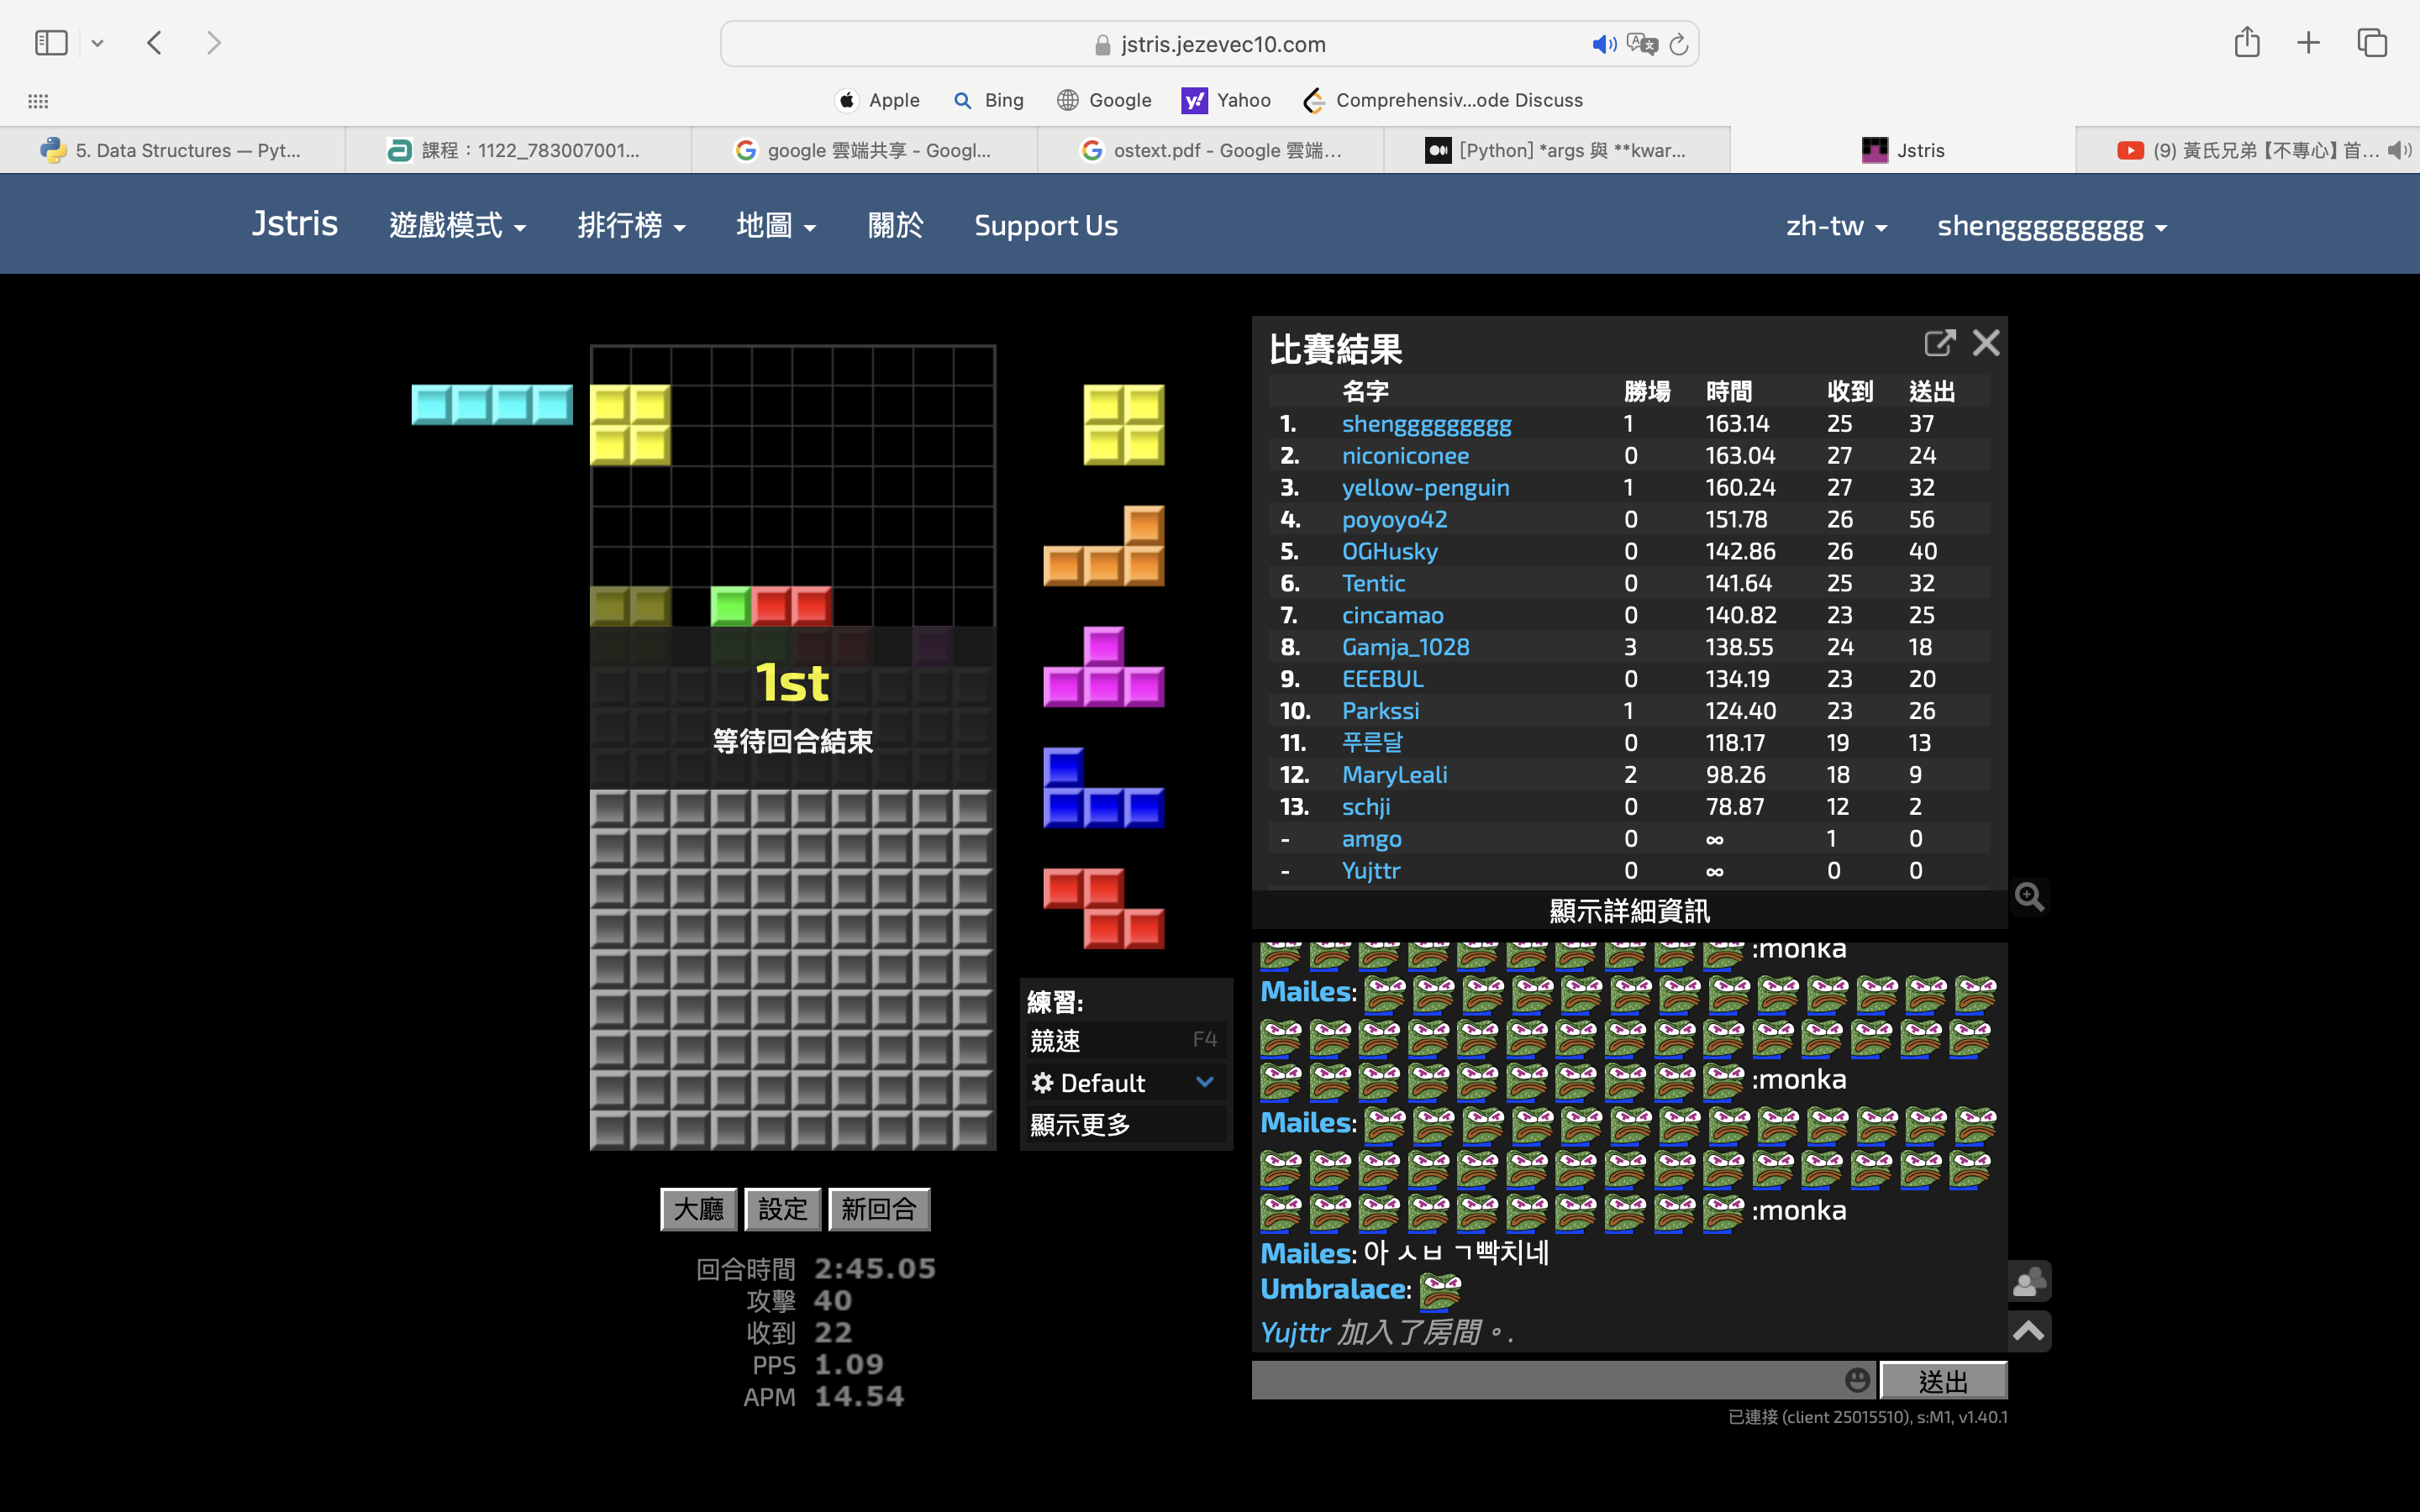 jstris.jezevec10.com
Apple Bing Google Yahoo Comprehensiv...ode Discuss
5. Data Structures — Pyt... 課程：1122_783007001... google 雲端共享 - Googl... ostext.pdf - Google 雲端... [Python] *args 與 **kwar... Jstris (9) 黃氏兄弟【不專心】首...
Jstris 遊戲模式 排行榜 地圖 關於 Support Us zh-tw shenggggggggg
1st
等待回合結束
練習:
競速 F4
Default
顯示更多
大廳 設定 新回合
回合時間 2:45.05
攻擊 40
收到 22
PPS 1.09
APM 14.54
比賽結果
名字 勝場 時間 收到 送出
1. shenggggggggg 1 163.14 25 37
2. niconiconee 0 163.04 27 24
3. yellow-penguin 1 160.24 27 32
4. poyoyo42 0 151.78 26 56
5. OGHusky 0 142.86 26 40
6. Tentic 0 141.64 25 32
7. cincamao 0 140.82 23 25
8. Gamja_1028 3 138.55 24 18
9. EEEBUL 0 134.19 23 20
10. Parkssi 1 124.40 23 26
11. 푸른달 0 118.17 19 13
12. MaryLeali 2 98.26 18 9
13. schji 0 78.87 12 2
- amgo 0 ∞ 1 0
- Yujttr 0 ∞ 0 0
顯示詳細資訊
:monka
Mailes:
:monka
Mailes:
:monka
Mailes: 아 ㅅㅂ ㄱ빡치네
Umbralace:
Yujttr 加入了房間。.
送出
已連接 (client 25015510), s:M1, v1.40.1